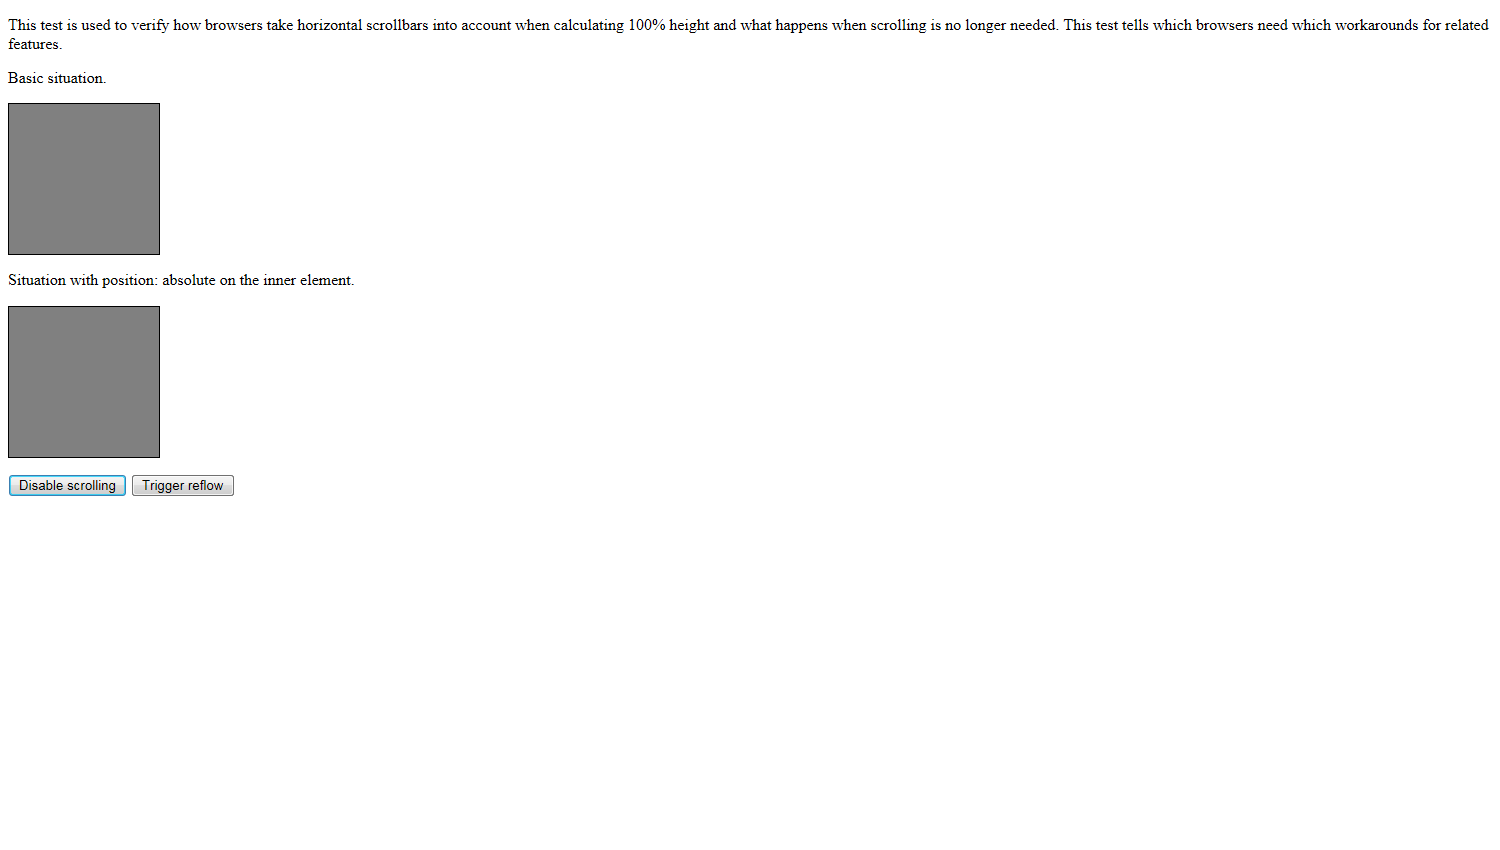 This test is used to verify how browsers take horizontal scrollbars into account when calculating 100% height and what happens when scrolling is no longer needed. This test tells which browsers need which workarounds for related
features.
Basic situation.
Situation with position: absolute on the inner element.
Disable scrolling Trigger reflow